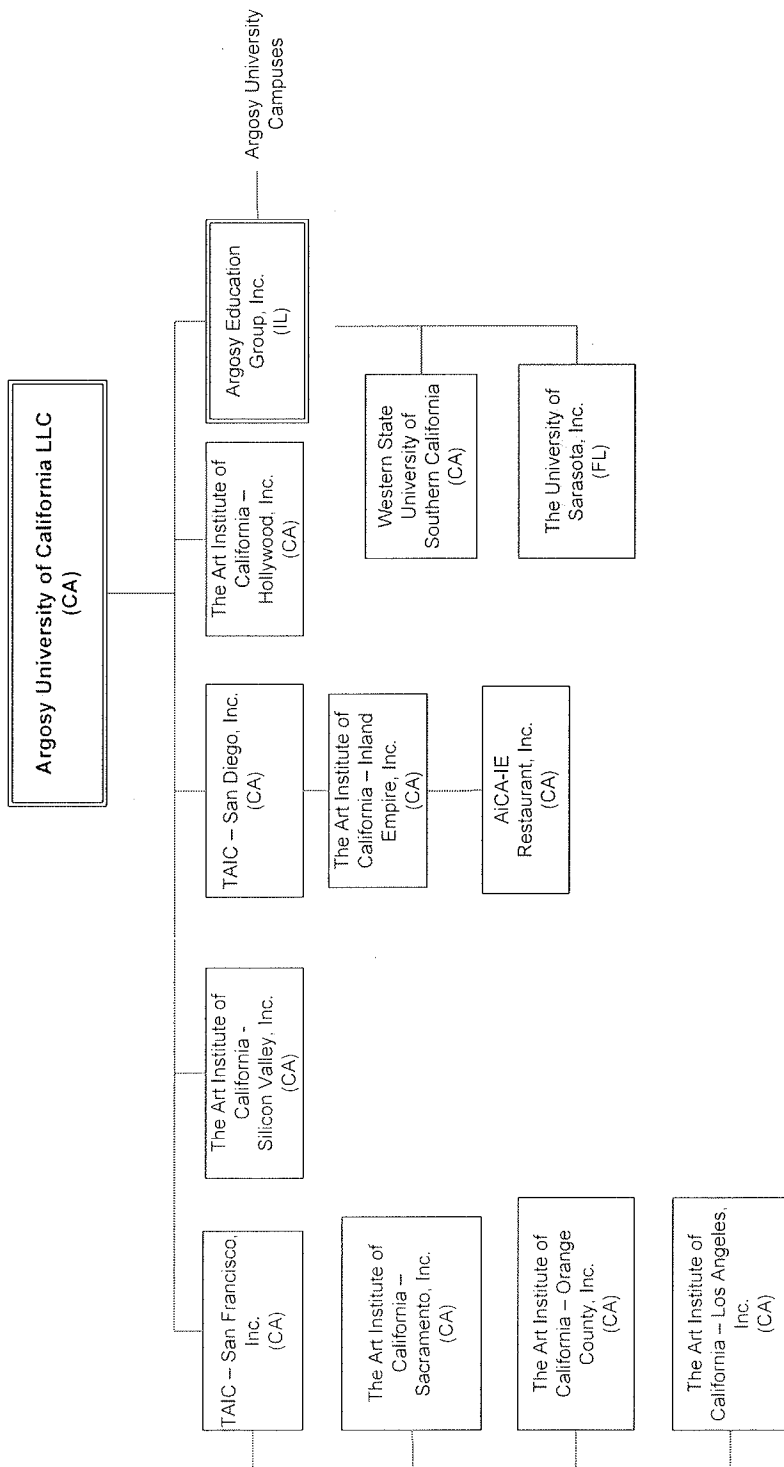 Argosy University of California LLC
(CA)
TAIC – San Francisco,
Inc.
(CA)
The Art Institute of
California –
Sacramento, Inc.
(CA)
The Art Institute of
California – Orange
County, Inc.
(CA)
The Art Institute of
California – Los Angeles,
Inc.
(CA)
The Art Institute of
California -
Silicon Valley, Inc.
(CA)
TAIC – San Diego, Inc.
(CA)
The Art Institute of
California – Inland
Empire, Inc.
(CA)
AiCA-IE
Restaurant, Inc.
(CA)
The Art Institute of
California –
Hollywood, Inc.
(CA)
Argosy Education
Group, Inc.
(IL)
Argosy University
Campuses
Western State
University of
Southern California
(CA)
The University of
Sarasota, Inc.
(FL)